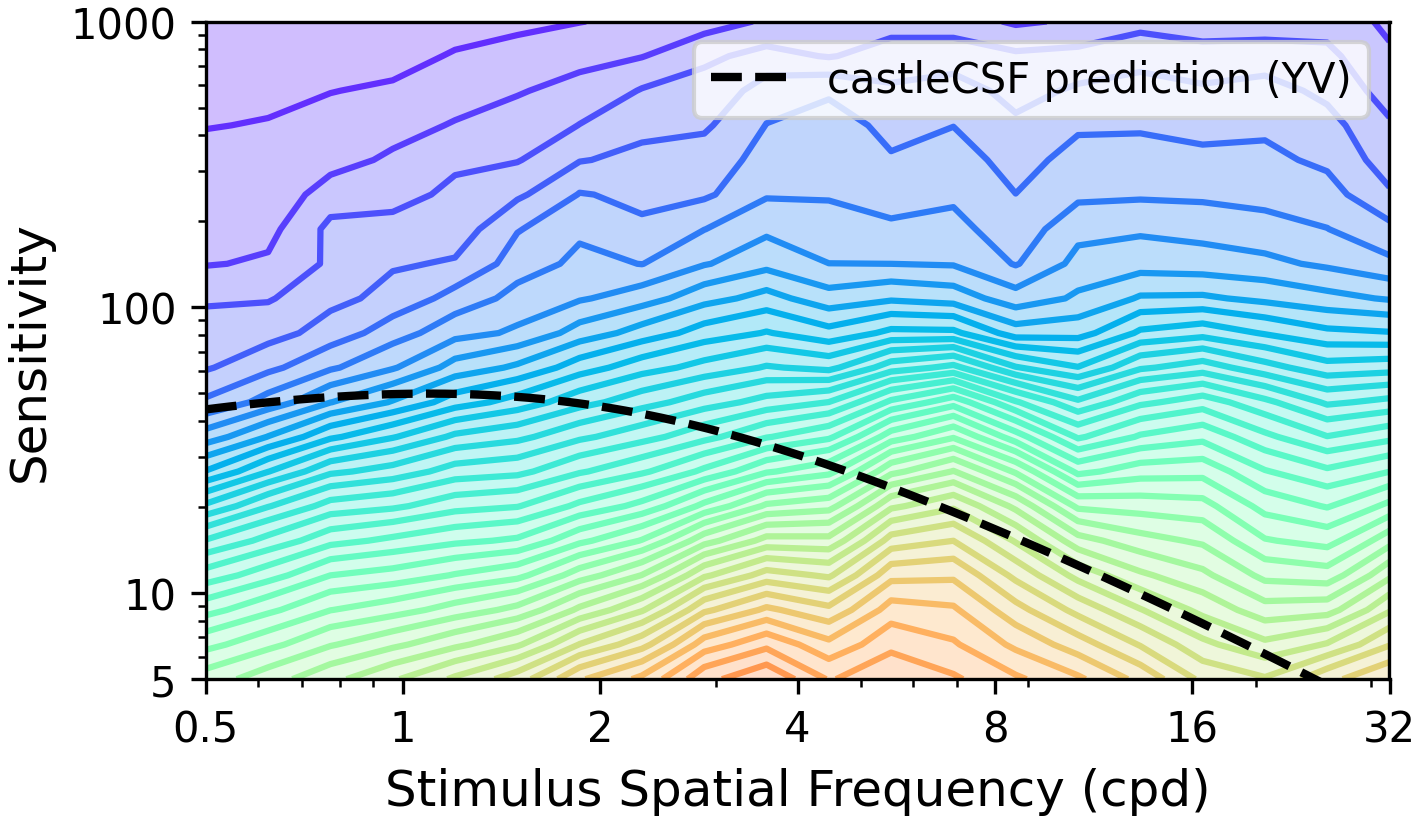 1000
castleCSF prediction (YV)
100
10
5
Sensitivity
0.5 1 2 4 8 16 32
Stimulus Spatial Frequency (cpd)